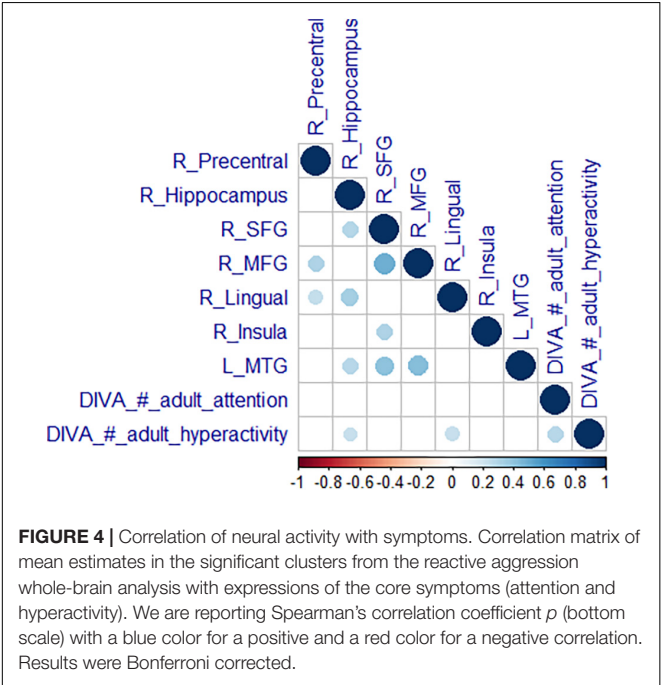 R_Precentral
R_Hippocampus
R_SFG
R_MFG
R_Lingual
R_Insula
L_MTG
DIVA_#_adult_attention
DIVA_#_adult_hyperactivity
R_Precentral
R_Hippocampus
R_SFG
R_MFG
R_Lingual
R_Insula
L_MTG
DIVA_#_adult_attention
DIVA_#_adult_hyperactivity
-1 -0.8 -0.6 -0.4 -0.2 0 0.2 0.4 0.6 0.8 1
FIGURE 4 | Correlation of neural activity with symptoms. Correlation matrix of
mean estimates in the significant clusters from the reactive aggression
whole-brain analysis with expressions of the core symptoms (attention and
hyperactivity). We are reporting Spearman's correlation coefficient p (bottom
scale) with a blue color for a positive and a red color for a negative correlation.
Results were Bonferroni corrected.